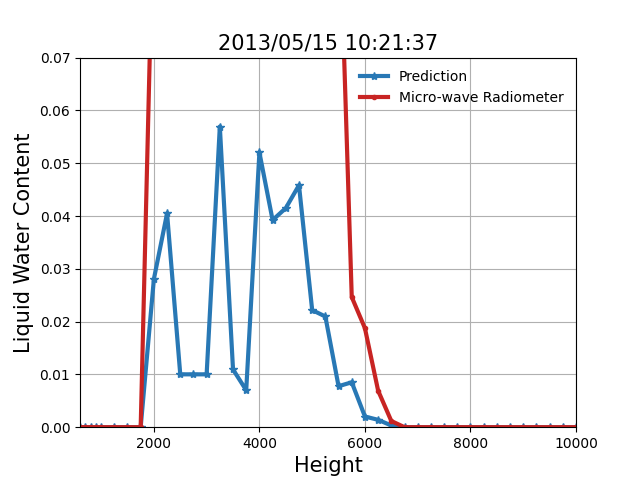 2013/05/15 10:21:37
0.07
0.06
0.05
0.04
0.03
0.02
0.01
0.00
Liquid Water Content
Prediction
Micro-wave Radiometer
2000 4000 6000 8000 10000
Height